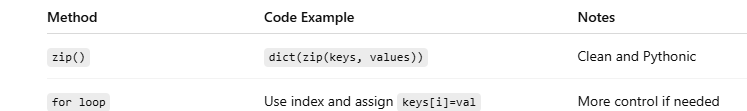 Method Code Example Notes
zip() dict(zip(keys, values)) Clean and Pythonic
for loop Use index and assign keys[i]=val More control if needed